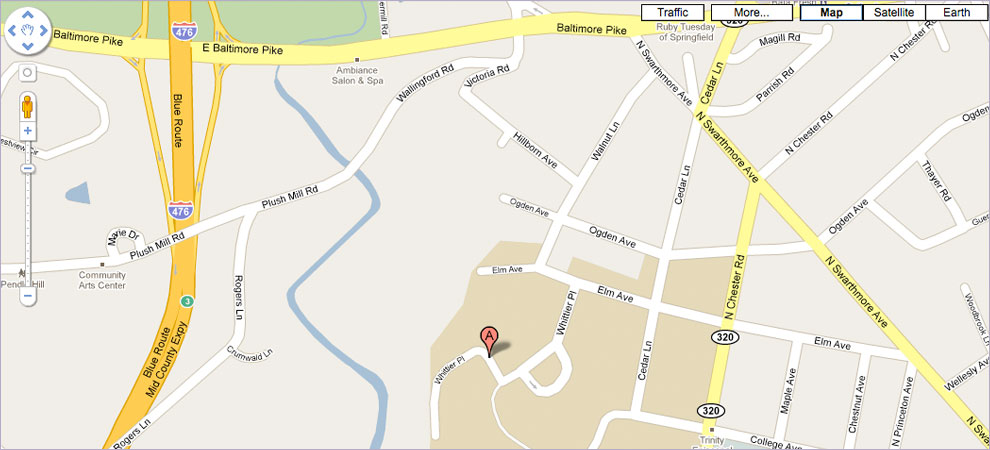 Traffic
More...
Map
Satellite
Earth
476
Baltimore Pike
E Baltimore Pike
Baltimore Pike
320
Ruby Tuesday
of Springfield
Magill Rd
N Chester Rd
Ambiance
Salon & Spa
Wallingford Rd
Victoria Rd
N Swarthmore Ave
Cedar Ln
Parrish Rd
Blue Route
Hillborn Ave
Walnut Ln
N Swarthmore Ave
N Chester Rd
Ogden
Thayer Rd
Cedar Ln
Plush Mill Rd
476
Ogden Ave
Ogden Ave
Ogden Ave
Marie Dr
Plush Mill Rd
Community
Arts Center
Elm Ave
Elm Ave
N Swarthmore Ave
N Chester Rd
Rogers Ln
3
Whittier Pl
Woodbrook Ln
A
320
Elm Ave
Blue Route
Mid County Expy
Crumwald Ln
Whittier Pl
Cedar Ln
Wellesly Av
Maple Ave
Chestnut Ave
N Princeton Ave
320
Rogers Ln
Trinity
College Ave
N Swa